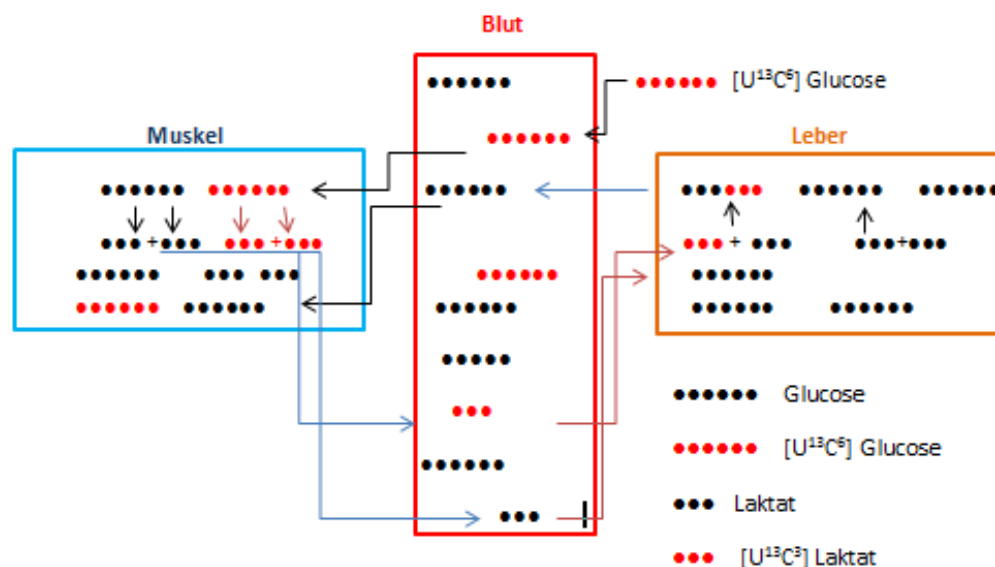 Blut
[U¹³C⁶] Glucose
Muskel
Leber
+
+
+
+
Glucose
[U¹³C⁶] Glucose
Laktat
[U¹³C³] Laktat